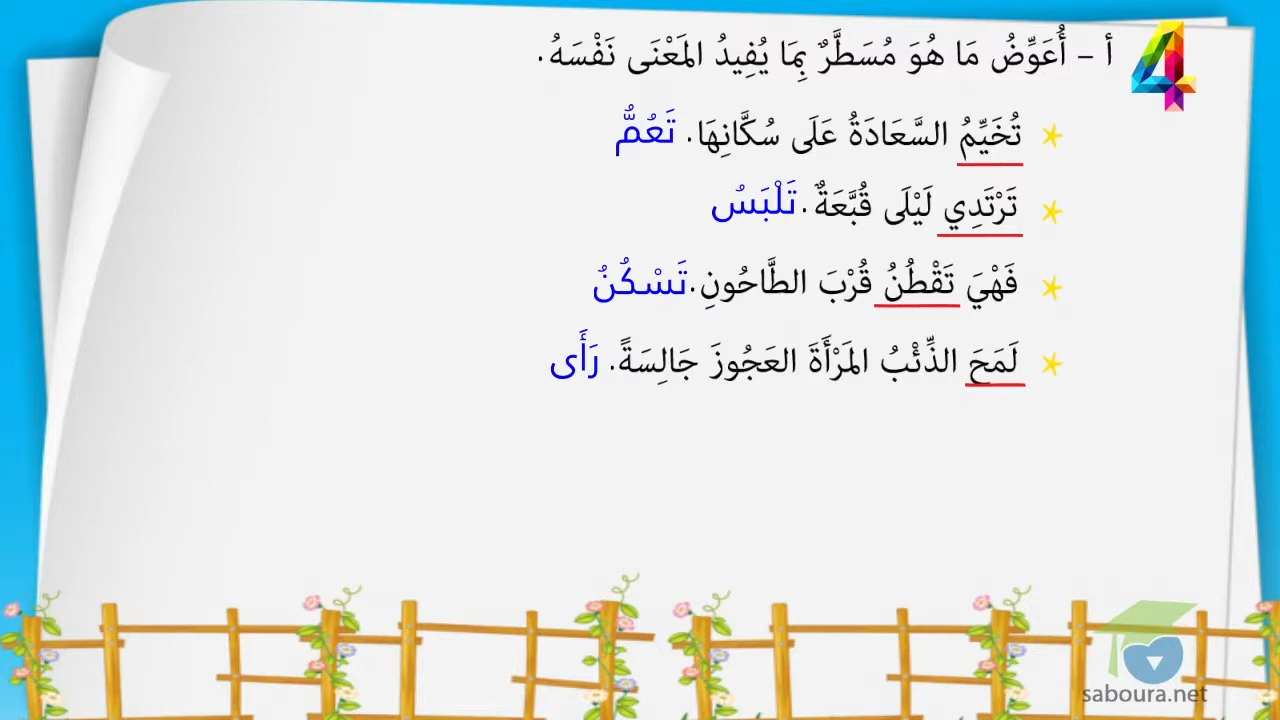 4
أ – أُعَوِّضُ مَا هُوَ مُسَطَّرٌ بِمَا يُفِيدُ المَعْنَى نَفْسَهُ.
تُخَيِّمُ السَّعَادَةُ عَلَى سُكَّانِهَا. تَعُمُّ
تَرْتَدِي لَيْلَى قُبَّعَةٌ. تَلْبَسُ
فَهْيَ تَقْطُنُ قُرْبَ الطَّاحُونِ. تَسْكُنُ
لَمَحَ الذِّئْبُ المَرْأَةَ العَجُوزَ جَالِسَةً. رَأَى
saboura.net